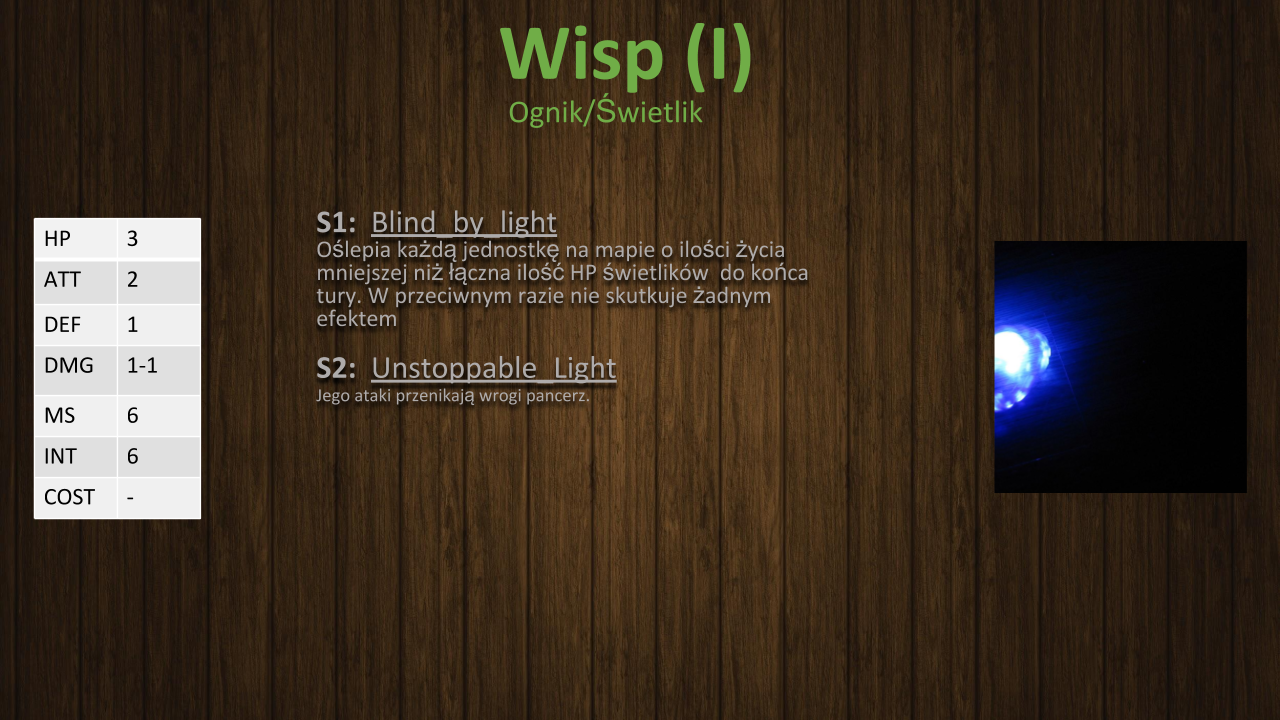 Wisp (I)
Ognik/Świetlik
HP 3
ATT 2
DEF 1
DMG 1-1
MS 6
INT 6
COST -
S1: Blind_by_light
Oślepia każdą jednostkę na mapie o ilości życia
mniejszej niż łączna ilość HP świetlików do końca
tury. W przeciwnym razie nie skutkuje żadnym
efektem
S2: Unstoppable_Light
Jego ataki przenikają wrogi pancerz.